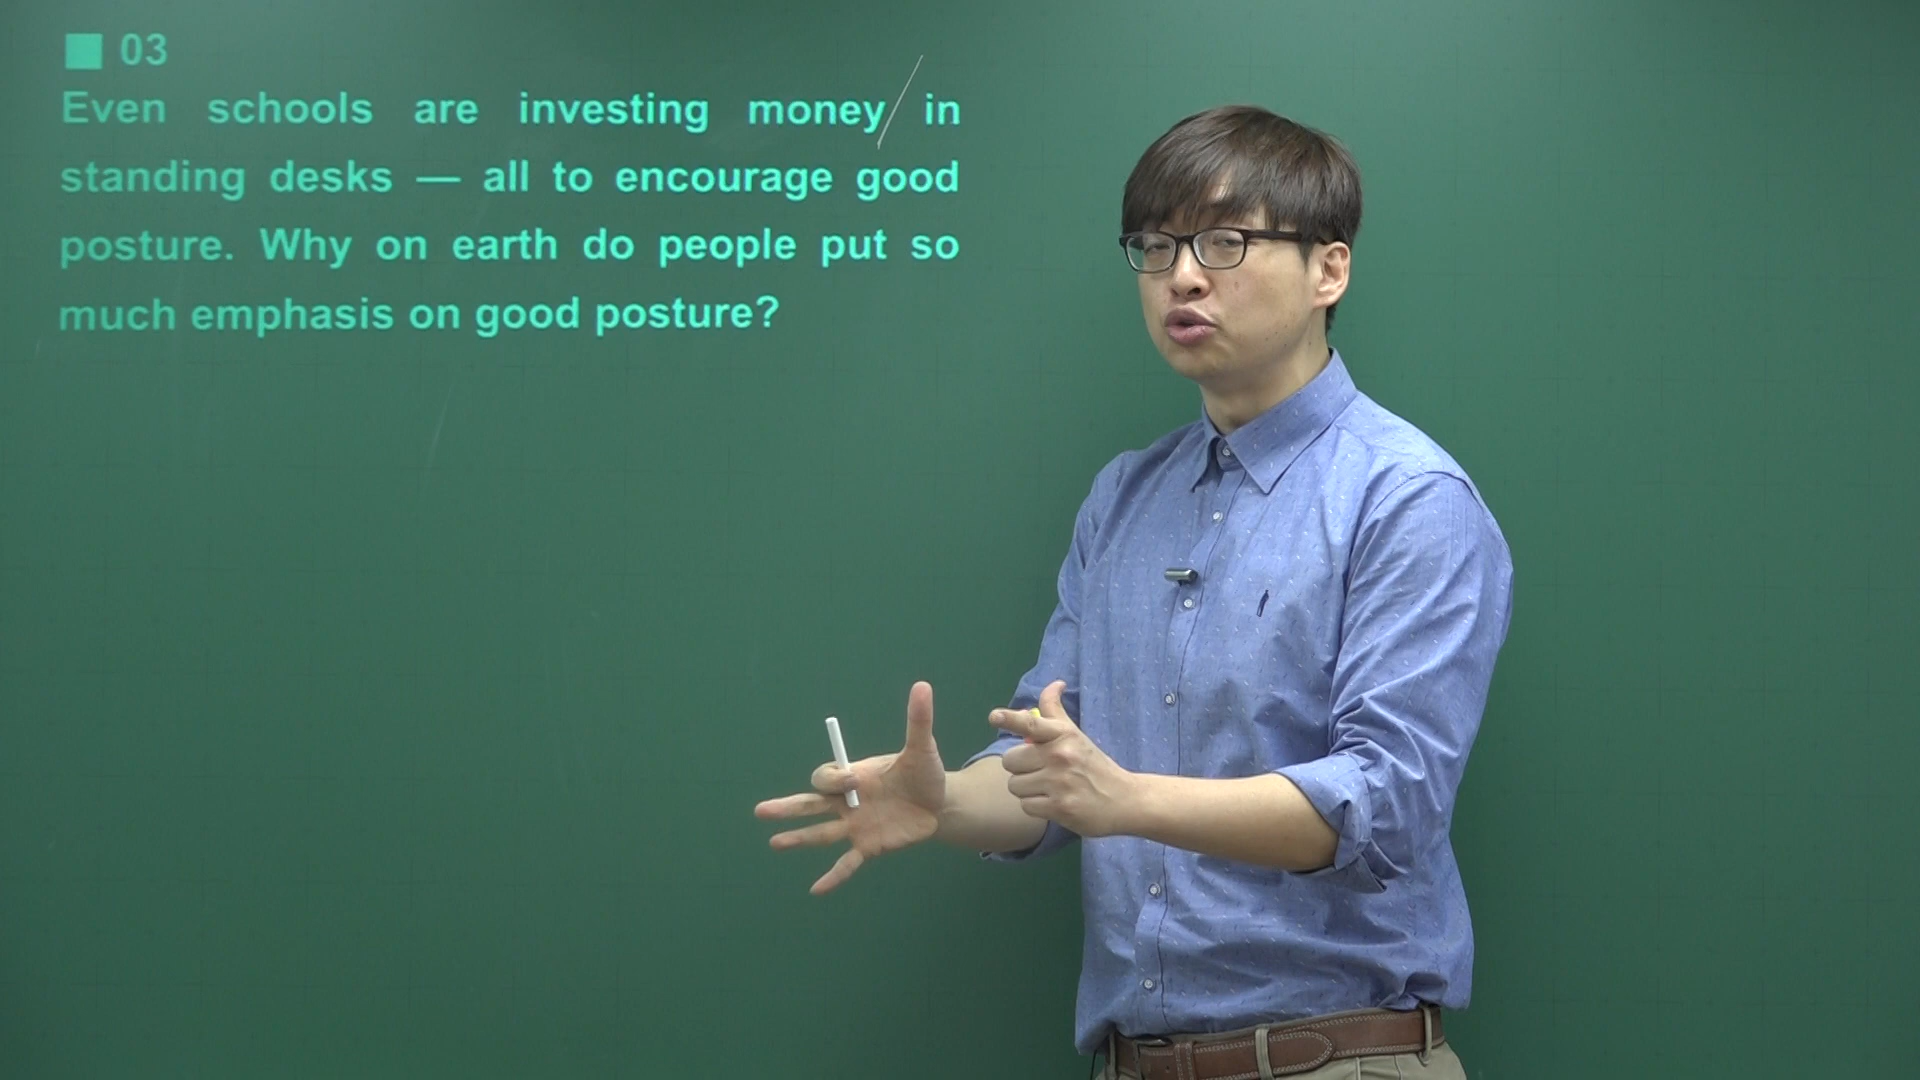 ■ 03
Even schools are investing money in
standing desks — all to encourage good
posture. Why on earth do people put so
much emphasis on good posture?